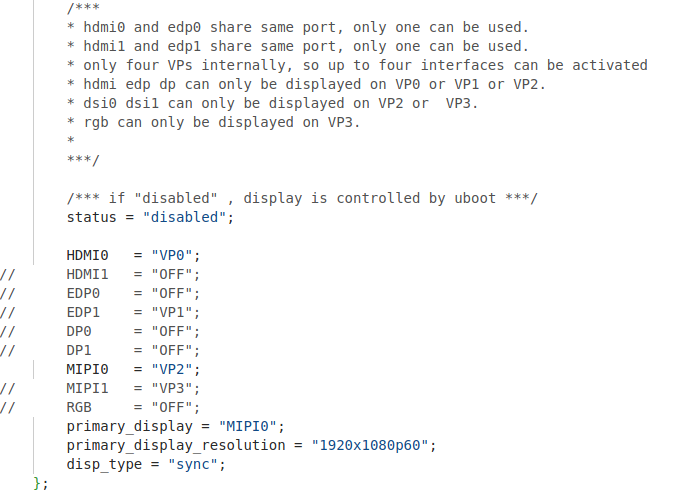 /***
* hdmi0 and edp0 share same port, only one can be used.
* hdmi1 and edp1 share same port, only one can be used.
* only four VPs internally, so up to four interfaces can be activated
* hdmi edp dp can only be displayed on VP0 or VP1 or VP2.
* dsi0 dsi1 can only be displayed on VP2 or  VP3.
* rgb can only be displayed on VP3.
*
***/

/*** if "disabled" , display is controlled by uboot ***/
status = "disabled";

        HDMI0   = "VP0";
//      HDMI1   = "OFF";
//      EDP0    = "OFF";
//      EDP1    = "VP1";
//      DP0     = "OFF";
//      DP1     = "OFF";
        MIPI0   = "VP2";
//      MIPI1   = "VP3";
//      RGB     = "OFF";
        primary_display = "MIPI0";
        primary_display_resolution = "1920x1080p60";
        disp_type = "sync";
};